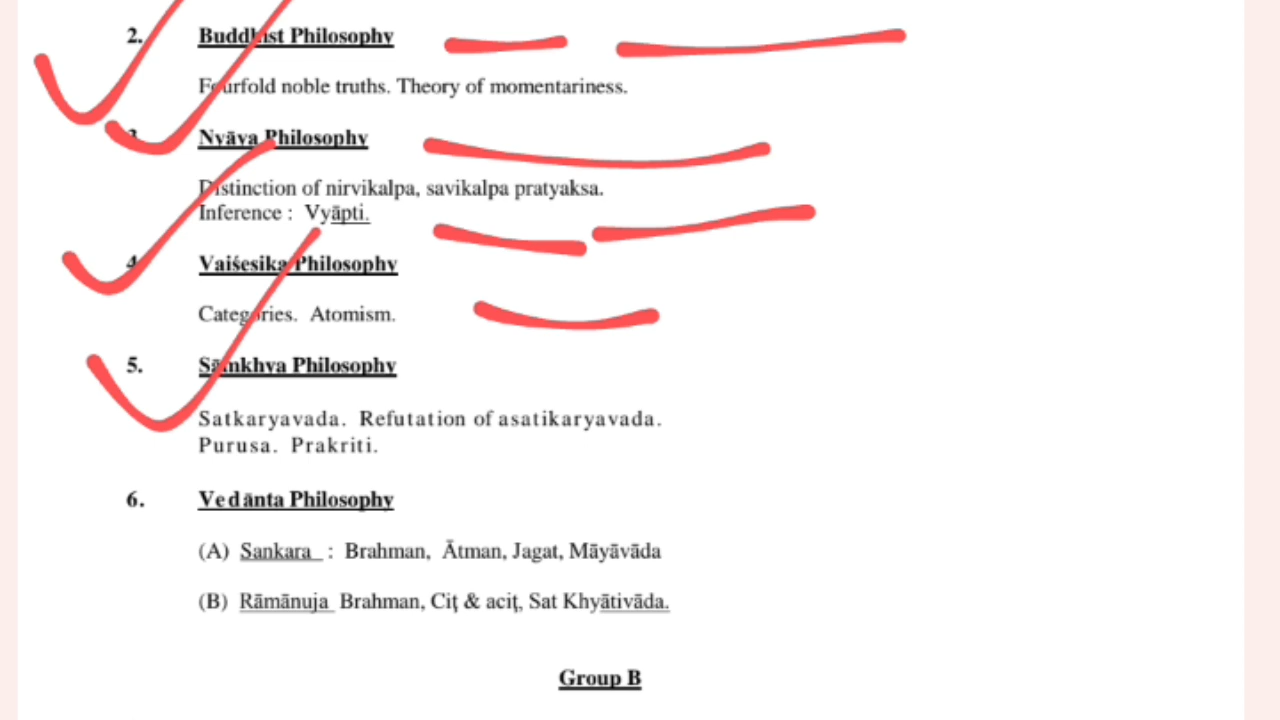 2. Buddhist Philosophy
Fourfold noble truths. Theory of momentariness.
3. Nyāya Philosophy
Distinction of nirvikalpa, savikalpa pratyaksa.
Inference : Vyāpti.
4. Vaiśesika Philosophy
Categories. Atomism.
5. Sāmkhya Philosophy
Satkaryavada. Refutation of asatikaryavada.
Purusa. Prakriti.
6. Vedānta Philosophy
(A) Sankara : Brahman, Ātman, Jagat, Māyāvāda
(B) Rāmānuja Brahman, Ciţ & aciţ, Sat Khyātivāda.
Group B